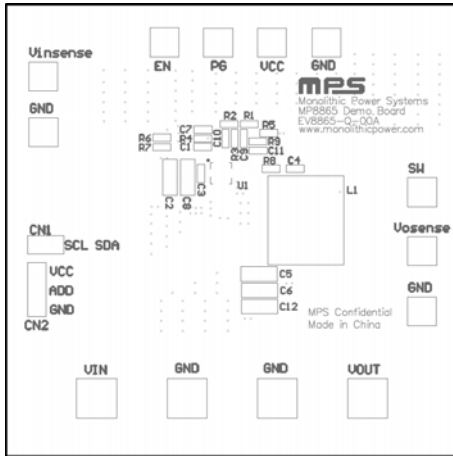 Vinsense
EN
PG
VCC
GND
GND
MPS
Monolithic Power Systems
MP8865 Demo. Board
EV8865-Q-00A
www.monolithicpower.com
R2
R1
C7
R5
R6
R4
C10
R9
R7
C1
R3
C9
C11
R8
C4
C2
C8
C3
U1
L1
SW
Vosense
GND
CN1
SCL SDA
VCC
ADD
GND
CN2
C5
C6
C12
MPS Confidential
Made in China
VIN
GND
GND
VOUT